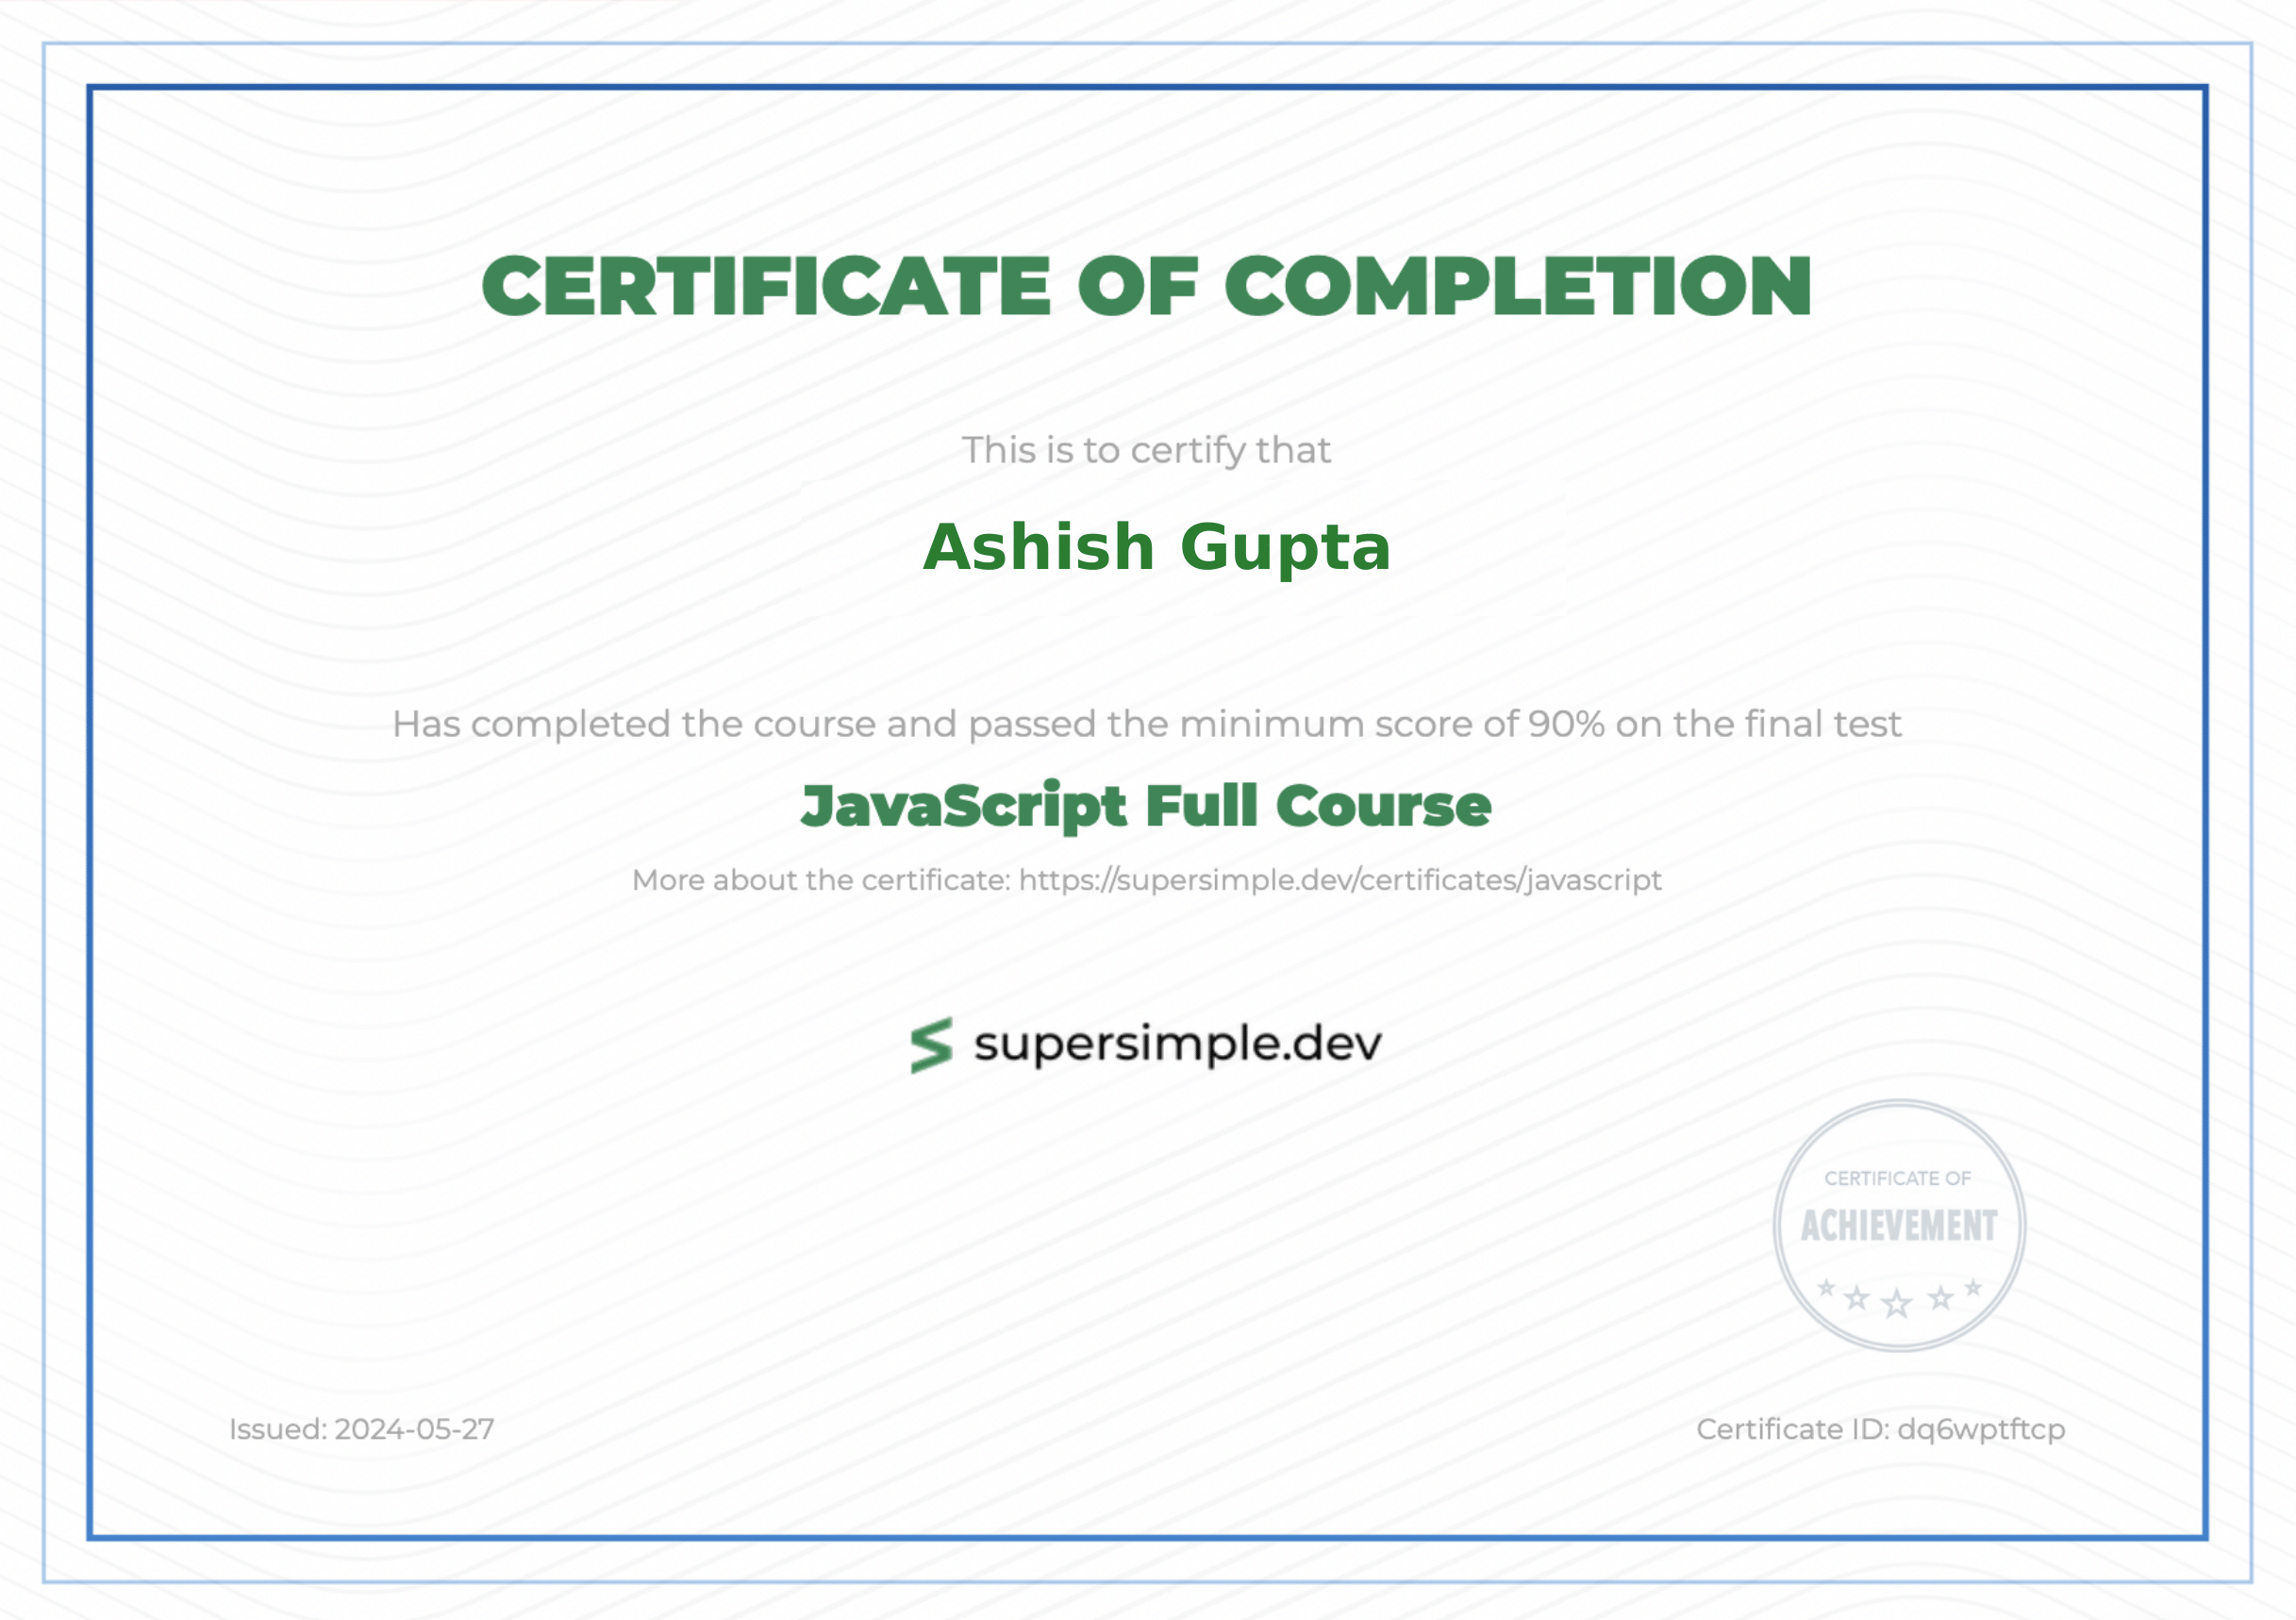 CERTIFICATE OF COMPLETION
This is to certify that
Ashish Gupta
Has completed the course and passed the minimum score of 90% on the final test
JavaScript Full Course
More about the certificate: https://supersimple.dev/certificates/javascript
supersimple.dev
CERTIFICATE OF
ACHIEVEMENT
Issued: 2024-05-27
Certificate ID: dq6wptftcp